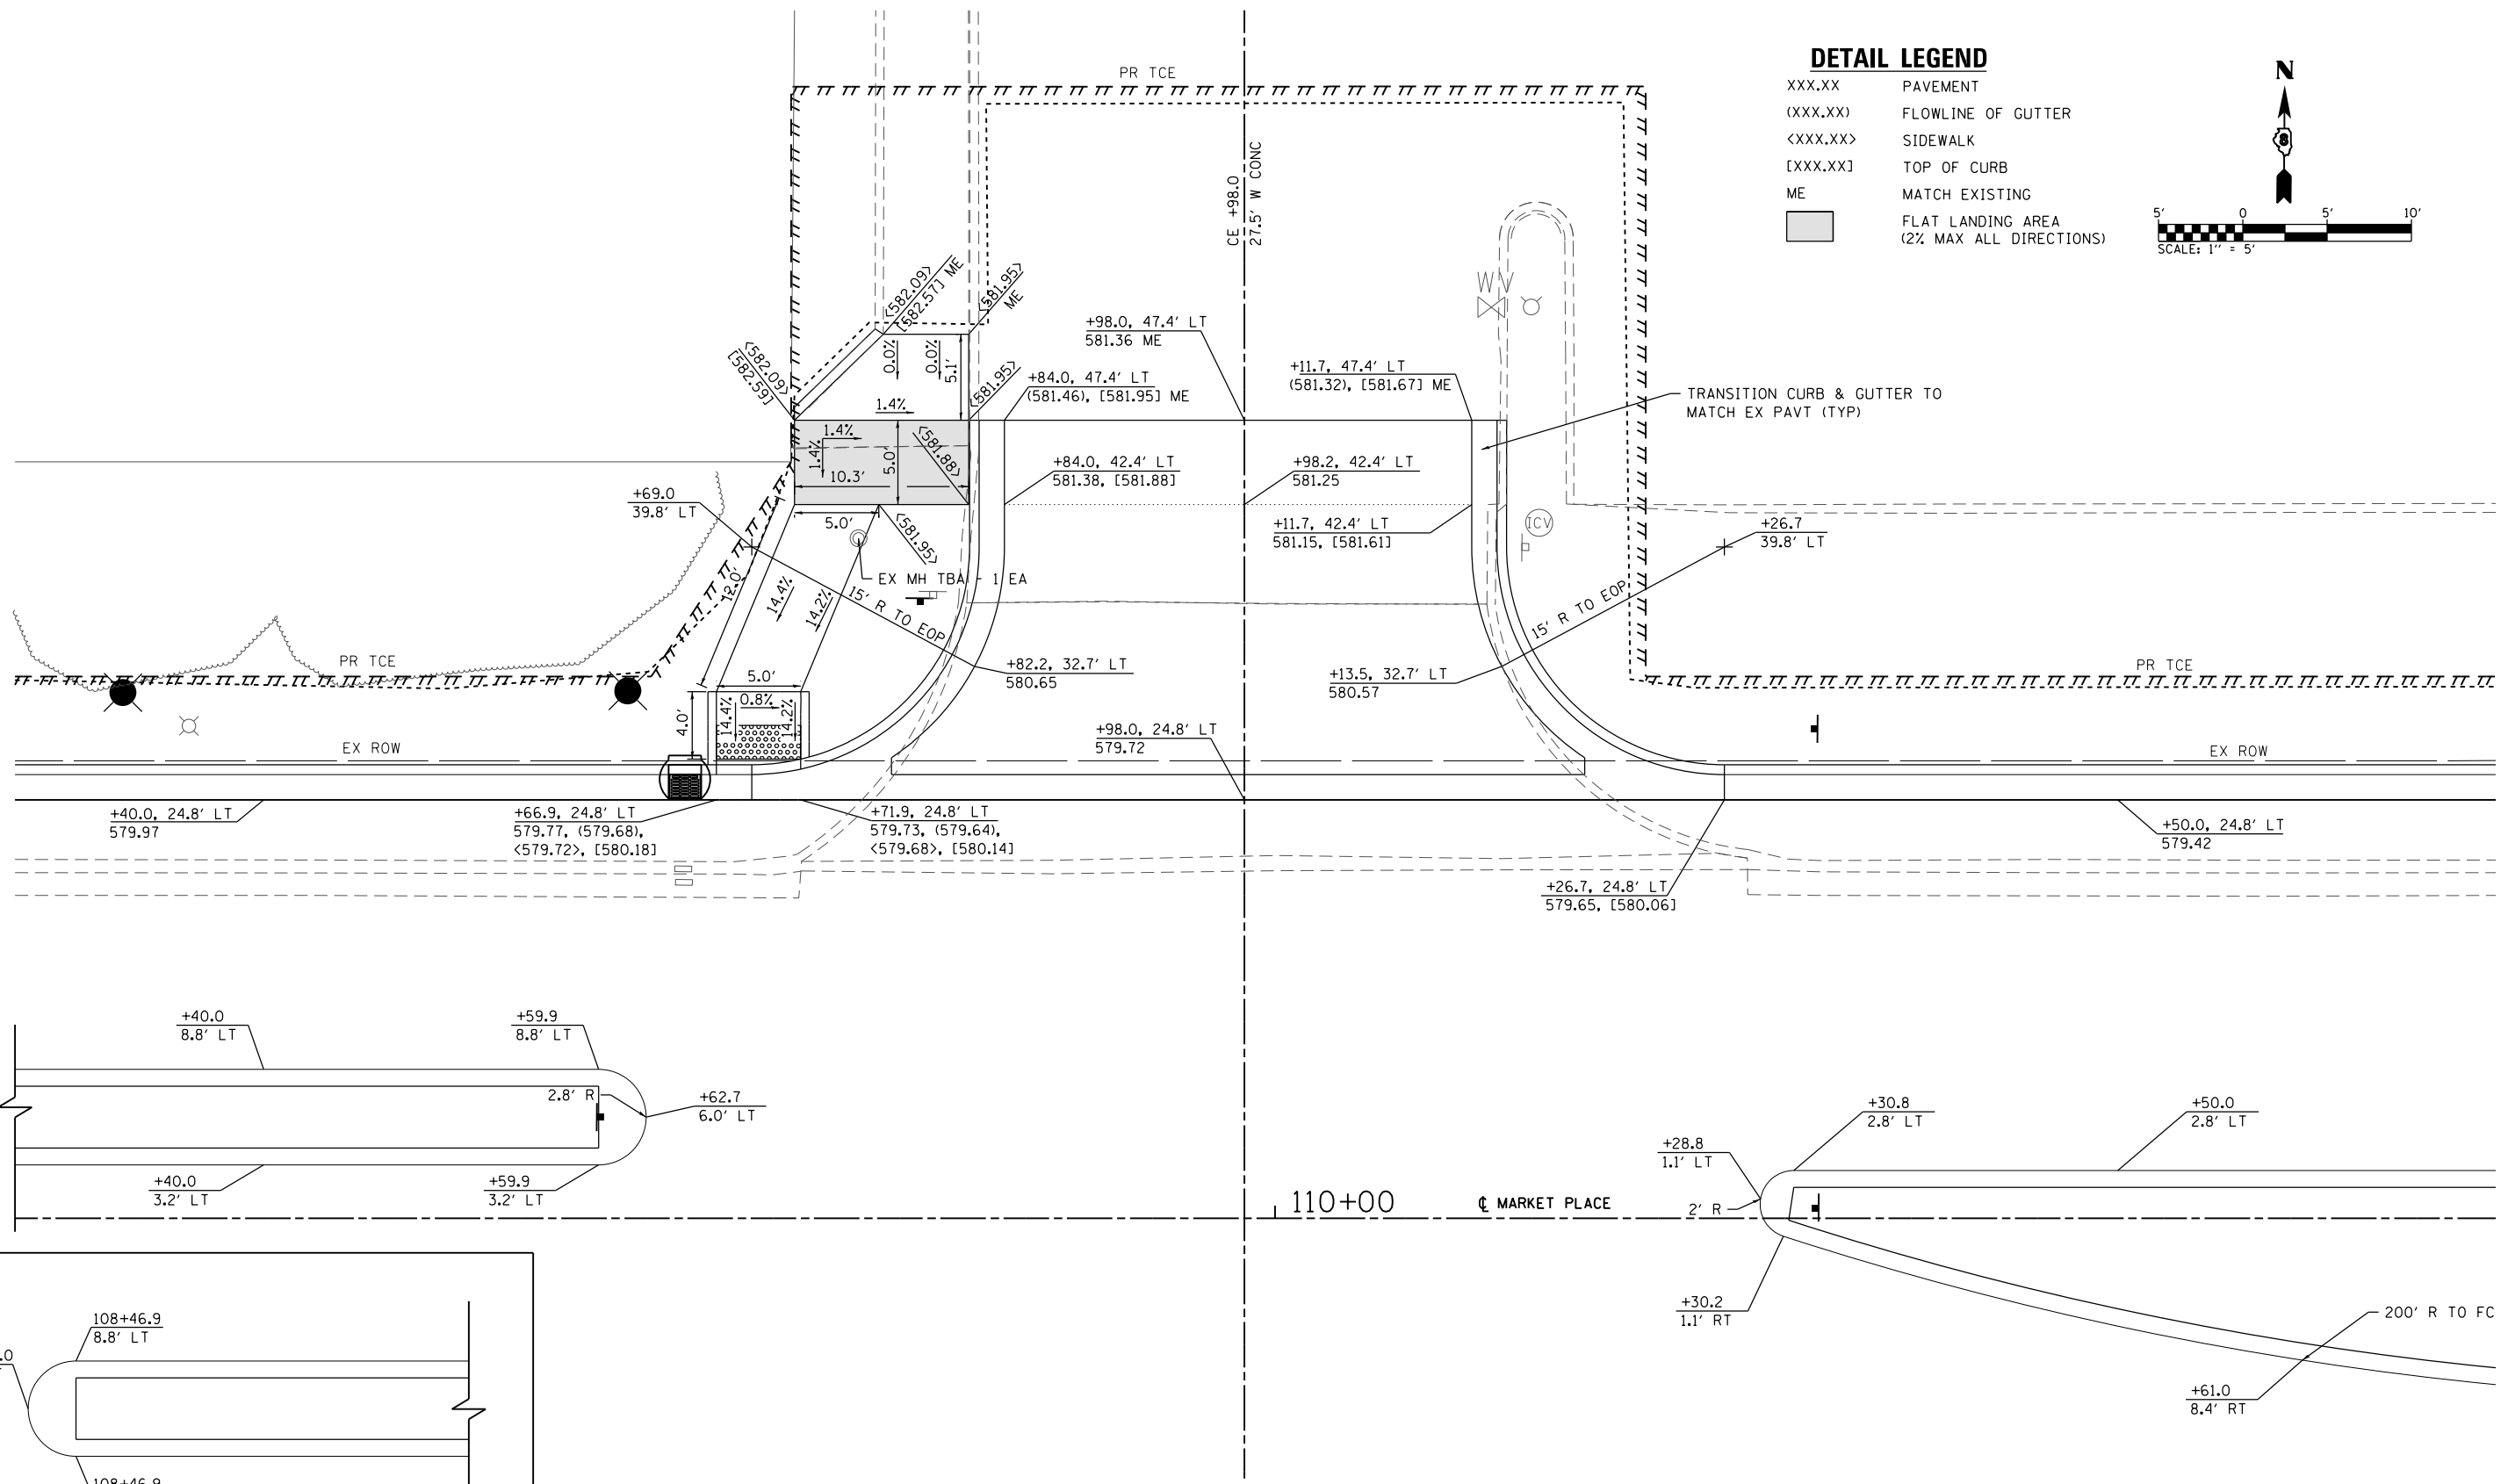 DETAIL LEGEND
XXX.XX PAVEMENT
(XXX.XX) FLOWLINE OF GUTTER
<XXX.XX> SIDEWALK
[XXX.XX] TOP OF CURB
ME MATCH EXISTING
FLAT LANDING AREA
(2% MAX ALL DIRECTIONS)
N
5' 0 5' 10'
SCALE: 1'' = 5'
PR TCE
CE +98.0
27.5' W CONC
<582.09>
[582.57] ME
<581.95>
ME
<582.09>
[582.59]
0.0%
0.0%
5.1'
<581.95>
1.4%
1.4%
1.4%
10.3'
5.0'
<581.88>
5.0'
<581.95>
+98.0, 47.4' LT
581.36 ME
+84.0, 47.4' LT
(581.46), [581.95] ME
+11.7, 47.4' LT
(581.32), [581.67] ME
TRANSITION CURB & GUTTER TO
MATCH EX PAVT (TYP)
WV
+84.0, 42.4' LT
581.38, [581.88]
+98.2, 42.4' LT
581.25
+11.7, 42.4' LT
581.15, [581.61]
ICV
+69.0
39.8' LT
+26.7
39.8' LT
EX MH TBA - 1 EA
12.0'
14.4%
14.2%
15' R TO EOP
15' R TO EOP
PR TCE
+82.2, 32.7' LT
580.65
+13.5, 32.7' LT
580.57
PR TCE
5.0'
0.8%
4.0'
14.4%
14.2%
EX ROW
+98.0, 24.8' LT
579.72
EX ROW
+40.0, 24.8' LT
579.97
+66.9, 24.8' LT
579.77, (579.68),
<579.72>, [580.18]
+71.9, 24.8' LT
579.73, (579.64),
<579.68>, [580.14]
+50.0, 24.8' LT
579.42
+26.7, 24.8' LT
579.65, [580.06]
+40.0
8.8' LT
+59.9
8.8' LT
2.8' R
+62.7
6.0' LT
+40.0
3.2' LT
+59.9
3.2' LT
+30.8
2.8' LT
+50.0
2.8' LT
+28.8
1.1' LT
2' R
110+00
℄ MARKET PLACE
+30.2
1.1' RT
200' R TO FC
+61.0
8.4' RT
108+46.9
8.8' LT
.0
108+46.9